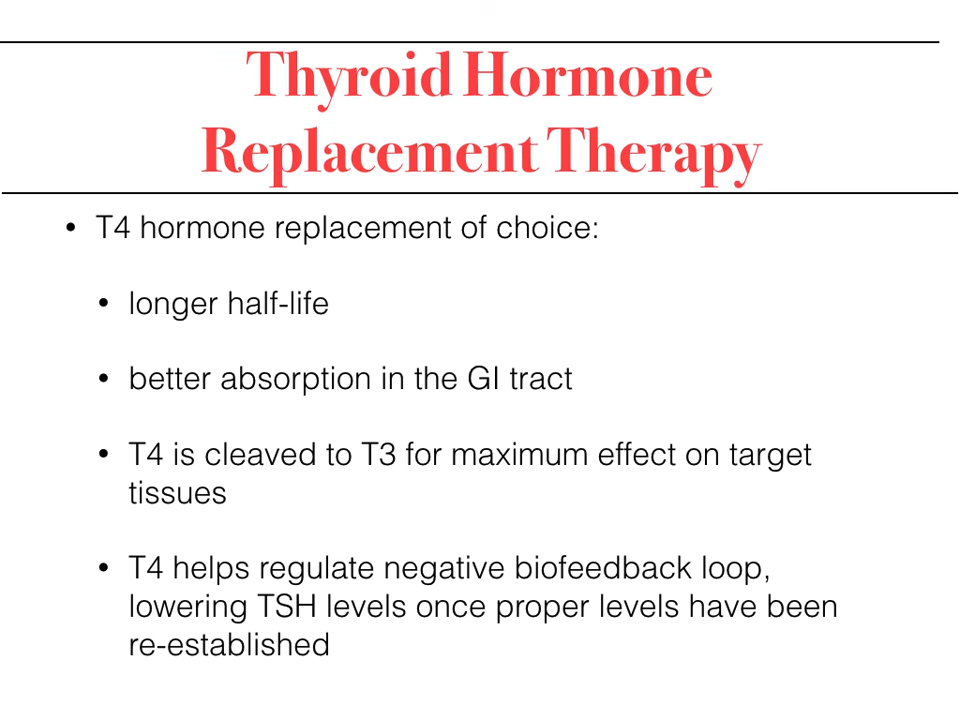 Thyroid Hormone
Replacement Therapy
• T4 hormone replacement of choice:
• longer half-life
• better absorption in the GI tract
• T4 is cleaved to T3 for maximum effect on target
tissues
• T4 helps regulate negative biofeedback loop,
lowering TSH levels once proper levels have been
re-established